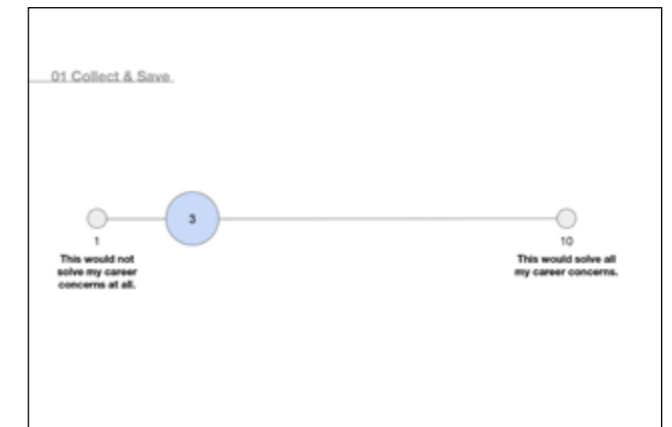 01 Collect & Save
3
1
10
This would not
solve my career
concerns at all.
This would solve all
my career concerns.